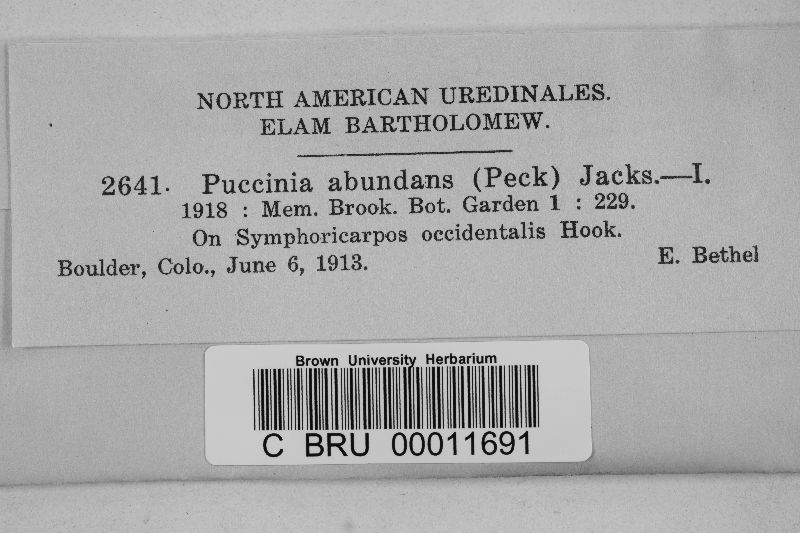 NORTH AMERICAN UREDINALES.
ELAM BARTHOLOMEW.
2641. Puccinia abundans (Peck) Jacks.—I.
1918 : Mem. Brook. Bot. Garden 1 : 229.
On Symphoricarpos occidentalis Hook.
Boulder, Colo., June 6, 1913. E. Bethel
Brown University Herbarium
C BRU 00011691